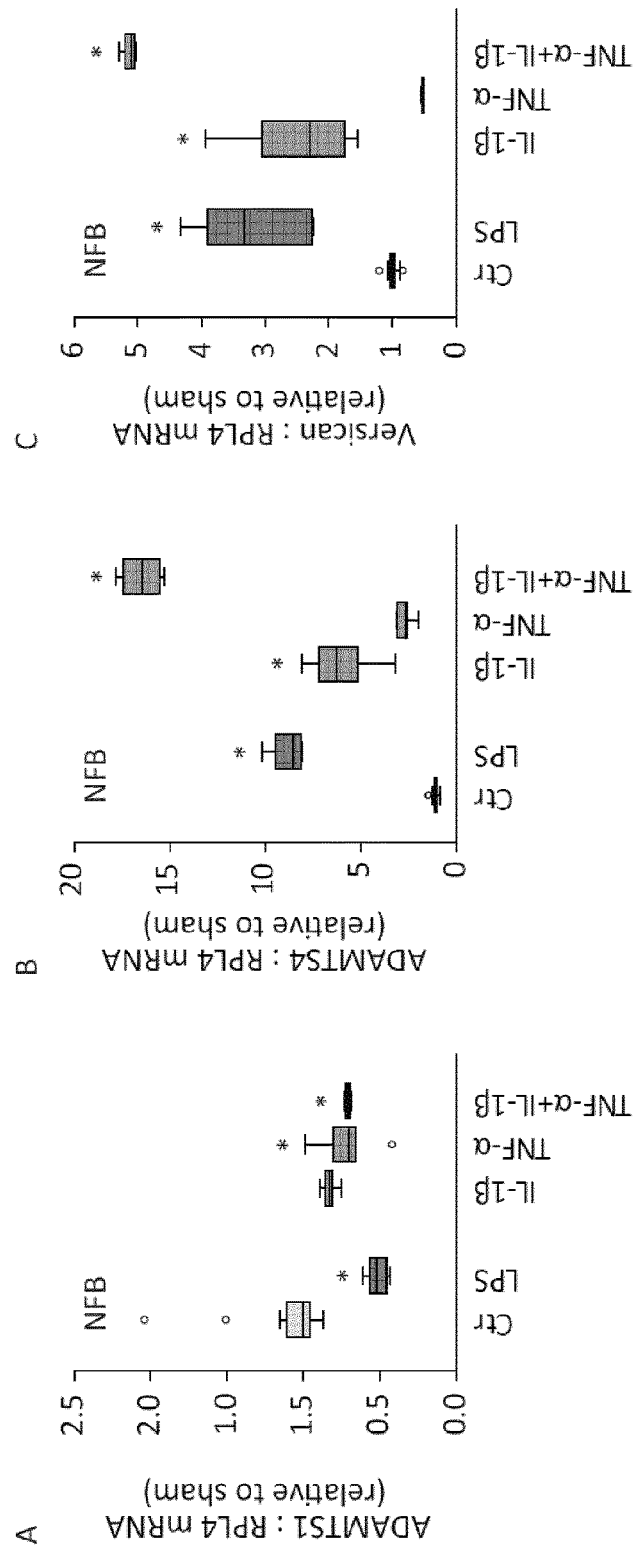 A
ADAMTS1 : RPL4 mRNA
(relative to sham)
2.5
2.0
1.0
1.5
0.5
0.0
NFB
*
*
*
Ctr
LPS
IL-1β
TNF-α
TNF-α+IL-1β
B
ADAMTS4 : RPL4 mRNA
(relative to sham)
20
15
10
5
0
NFB
*
*
*
Ctr
LPS
IL-1β
TNF-α
TNF-α+IL-1β
C
Versican : RPL4 mRNA
(relative to sham)
6
5
4
3
2
1
0
NFB
*
*
*
Ctr
LPS
IL-1β
TNF-α
TNF-α+IL-1β